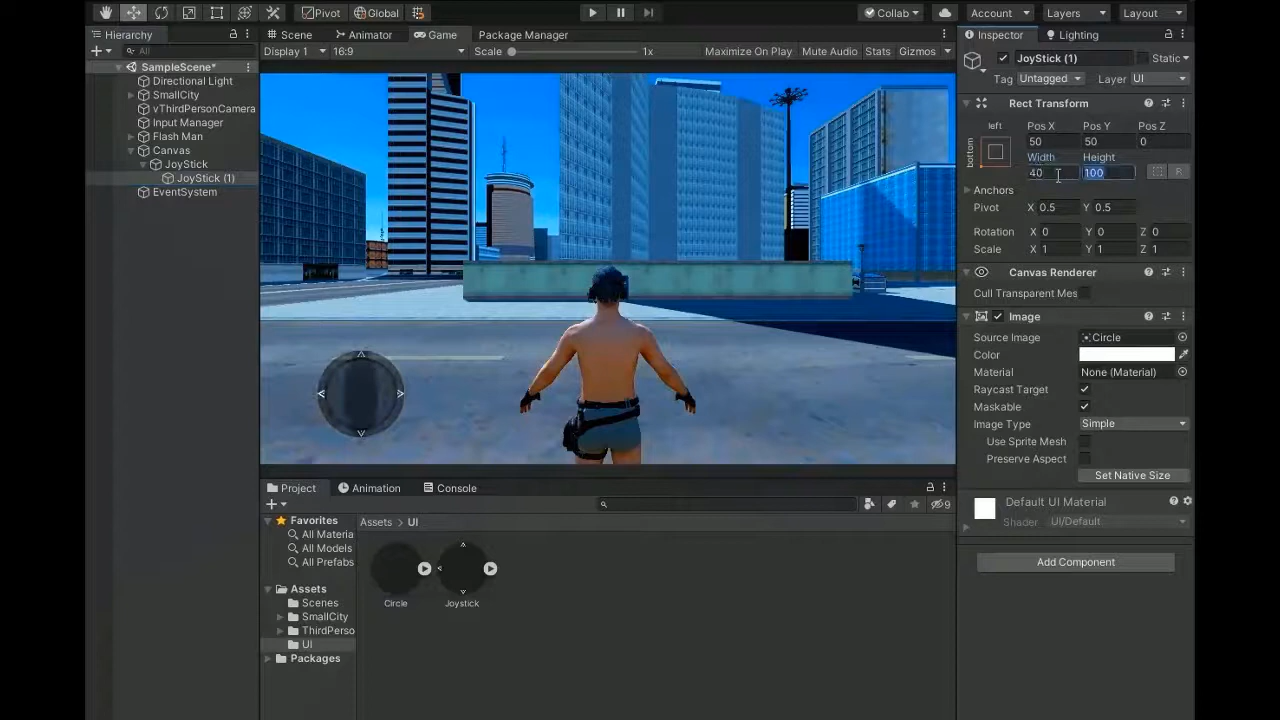 Pivot Global Collab Account Layers Layout
Hierarchy Scene Animator Game Package Manager Inspector Lighting
All Display 1 16:9 Scale 1x Maximize On Play Mute Audio Stats Gizmos JoyStick (1) Static
SampleScene*
Directional Light
SmallCity
vThirdPersonCamera
Input Manager
Flash Man
Canvas
JoyStick
JoyStick (1)
EventSystem
Tag Untagged Layer UI
Rect Transform
left Pos X Pos Y Pos Z
bottom 50 50 0
Width Height
40 100 R
Anchors
Pivot X 0.5 Y 0.5
Rotation X 0 Y 0 Z 0
Scale X 1 Y 1 Z 1
Canvas Renderer
Cull Transparent Mes
Image
Source Image Circle
Color
Material None (Material)
Raycast Target
Maskable
Image Type Simple
Use Sprite Mesh
Preserve Aspect
Set Native Size
Default UI Material
Shader UI/Default
Add Component
Project Animation Console
9
Favorites
All Materia
All Models
All Prefabs
Assets
Scenes
SmallCity
ThirdPerso
UI
Packages
Assets > UI
Circle Joystick